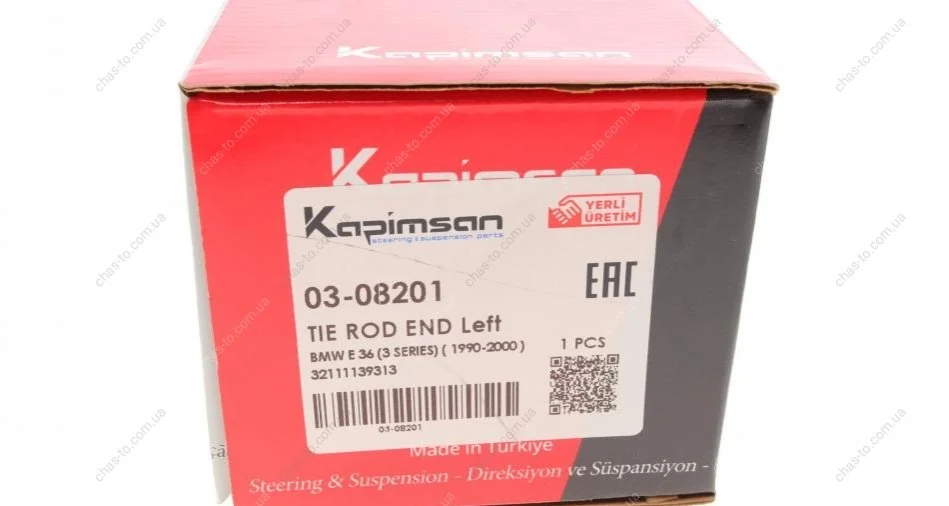 Kapimsan
Kapimsan
Kapimsan
steering & suspension parts
YERLİ
ÜRETİM
03-08201
EAC
TIE ROD END Left
BMW E 36 (3 SERIES) ( 1990-2000 )
1 PCS
32111139313
03-08201
Made in Türkiye
Steering & Suspension - Direksiyon ve Süspansiyon -
chas-to.com.ua